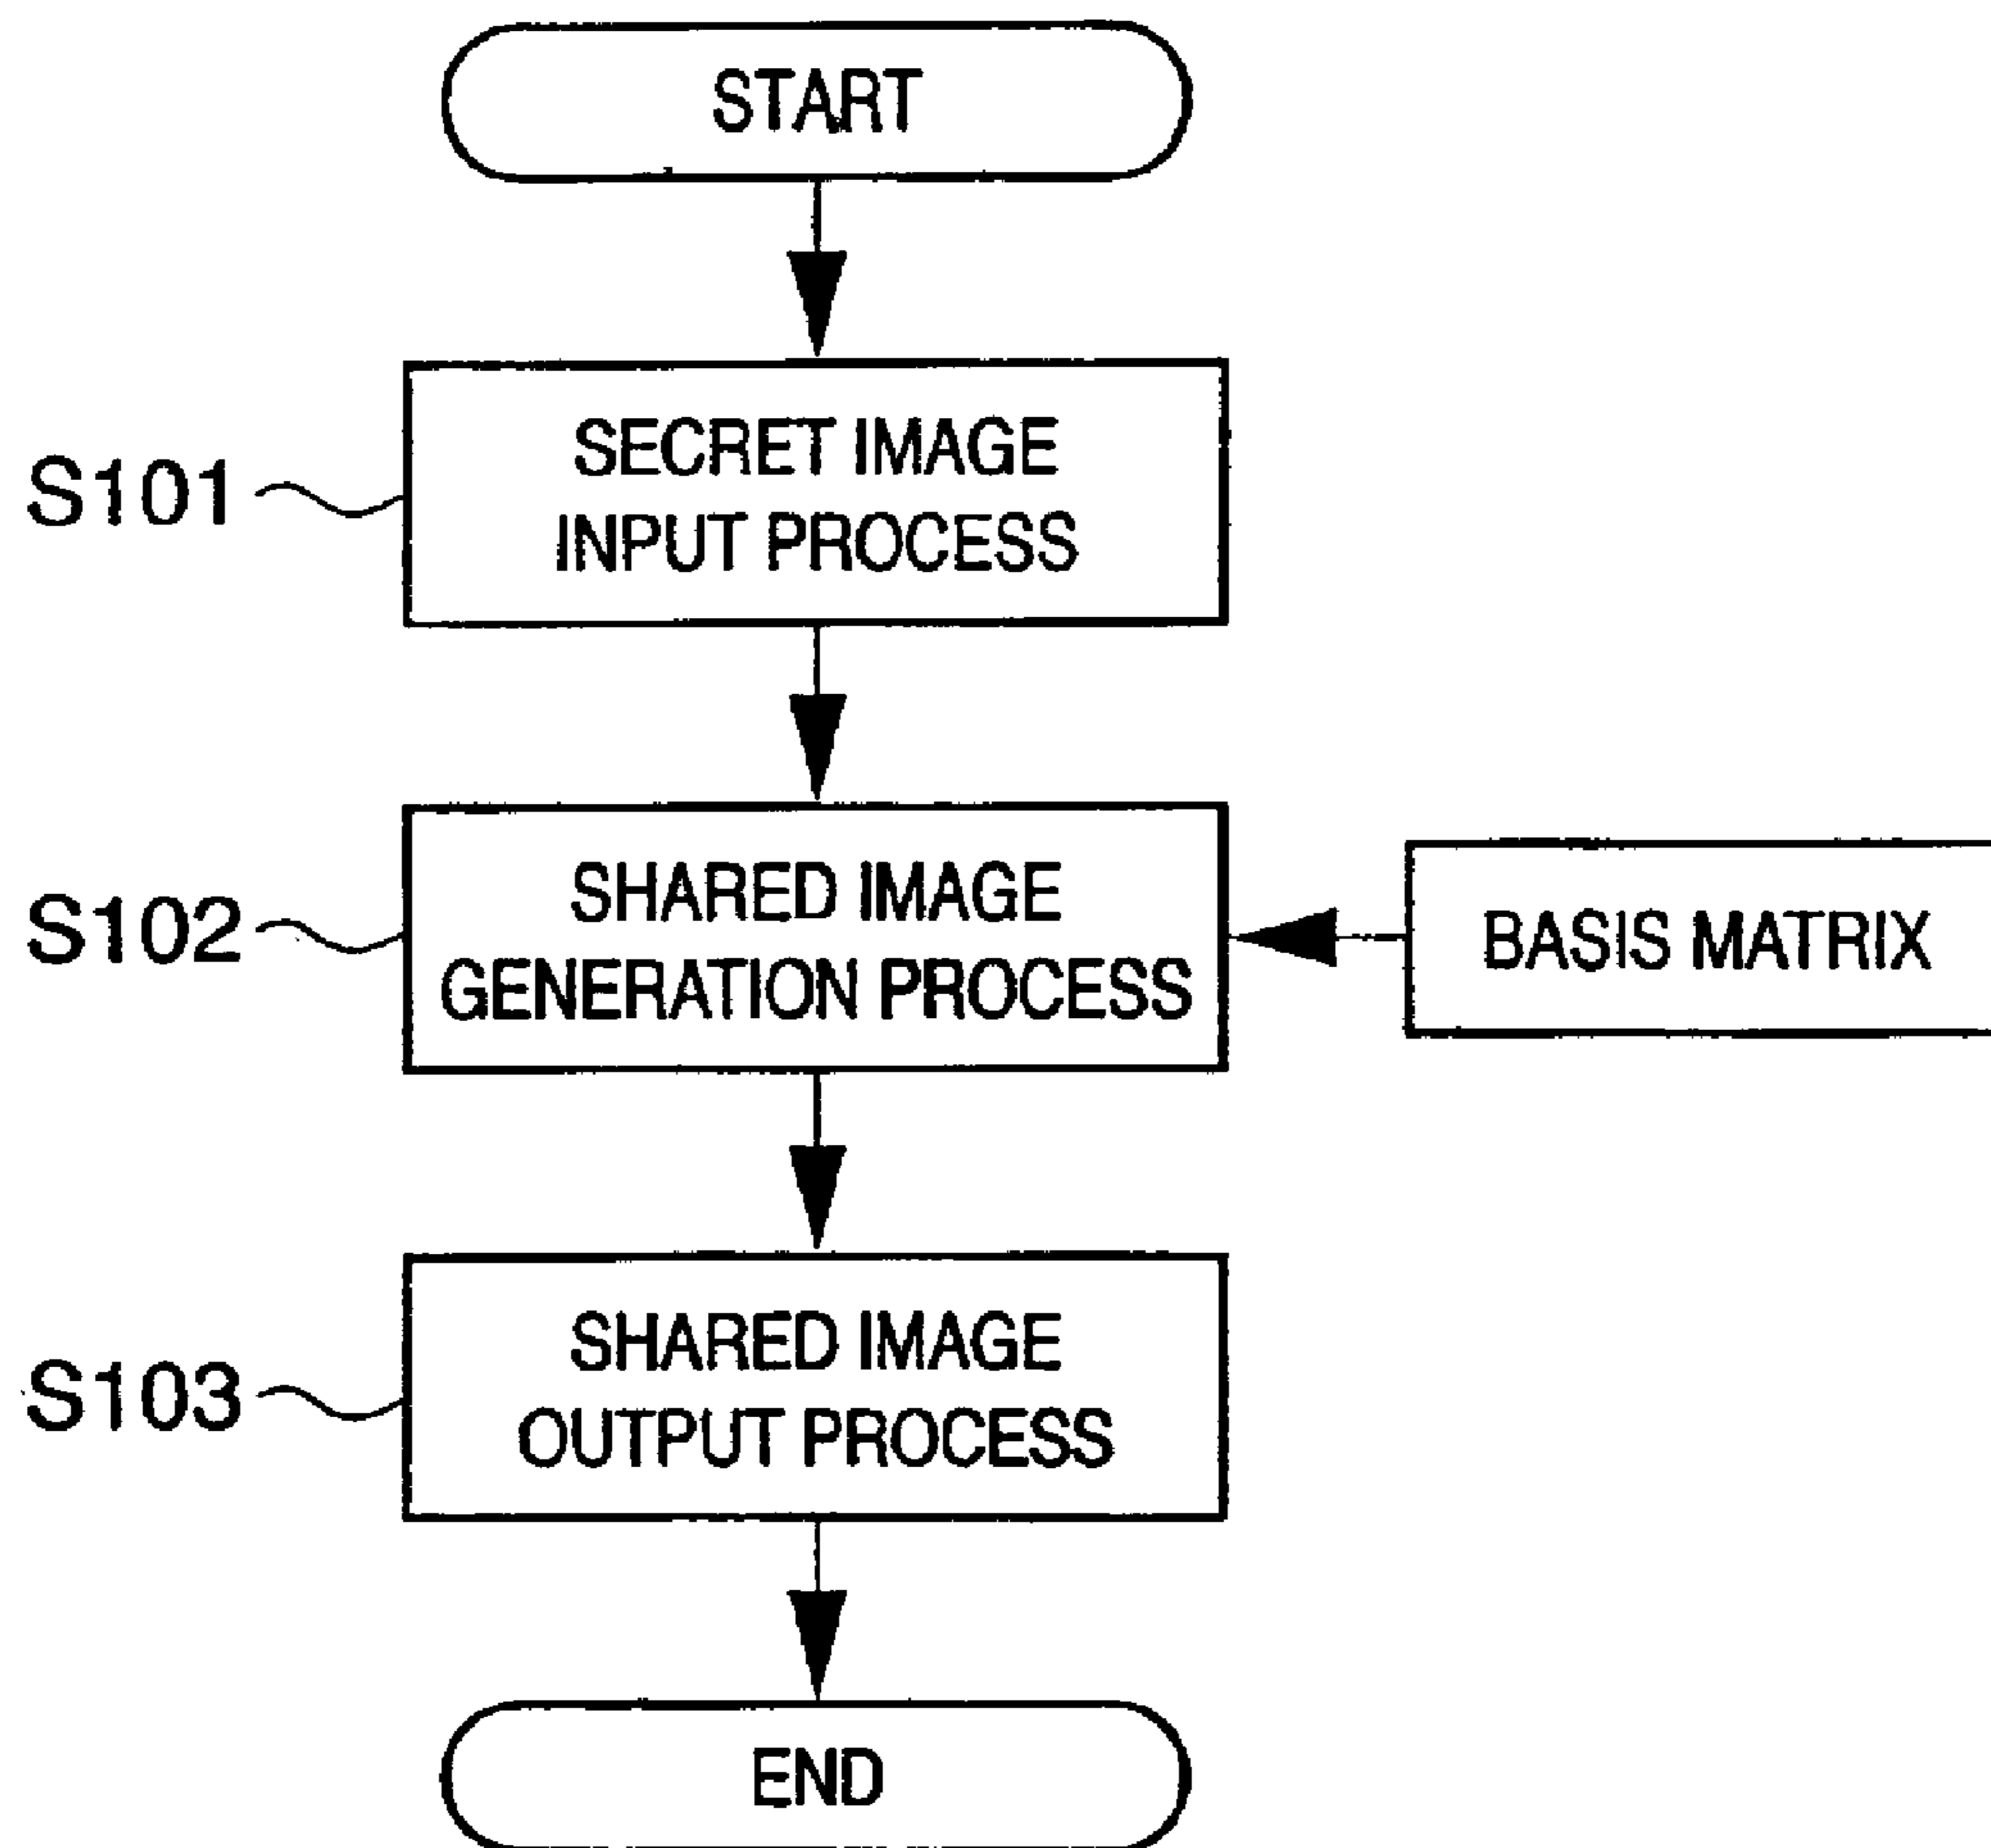 START
S101
SECRET IMAGE
INPUT PROCESS
S102
SHARED IMAGE
GENERATION PROCESS
BASIS MATRIX
S103
SHARED IMAGE
OUTPUT PROCESS
END